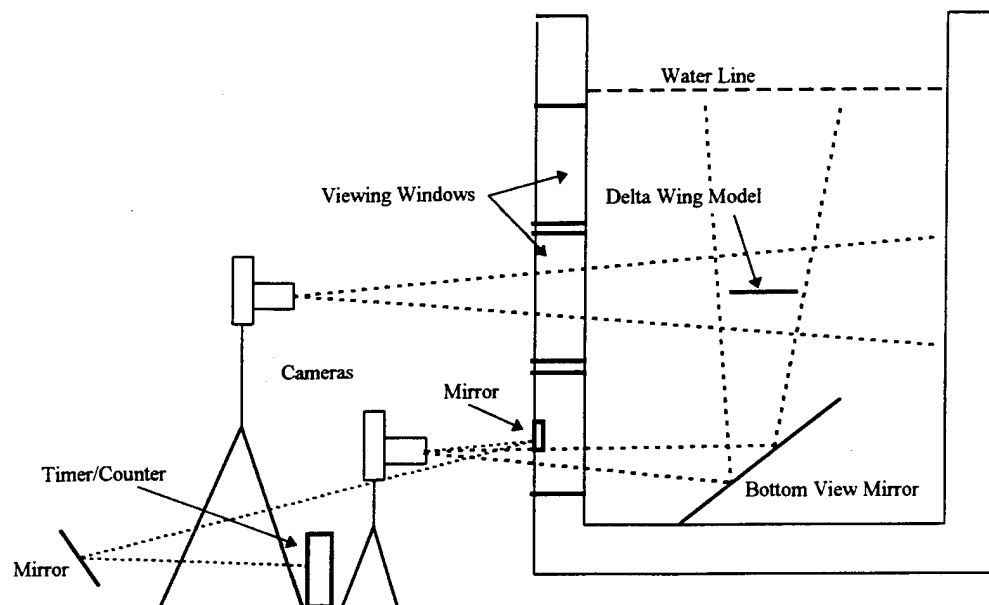 Water Line
Viewing Windows
Delta Wing Model
Cameras
Mirror
Timer/Counter
Bottom View Mirror
Mirror